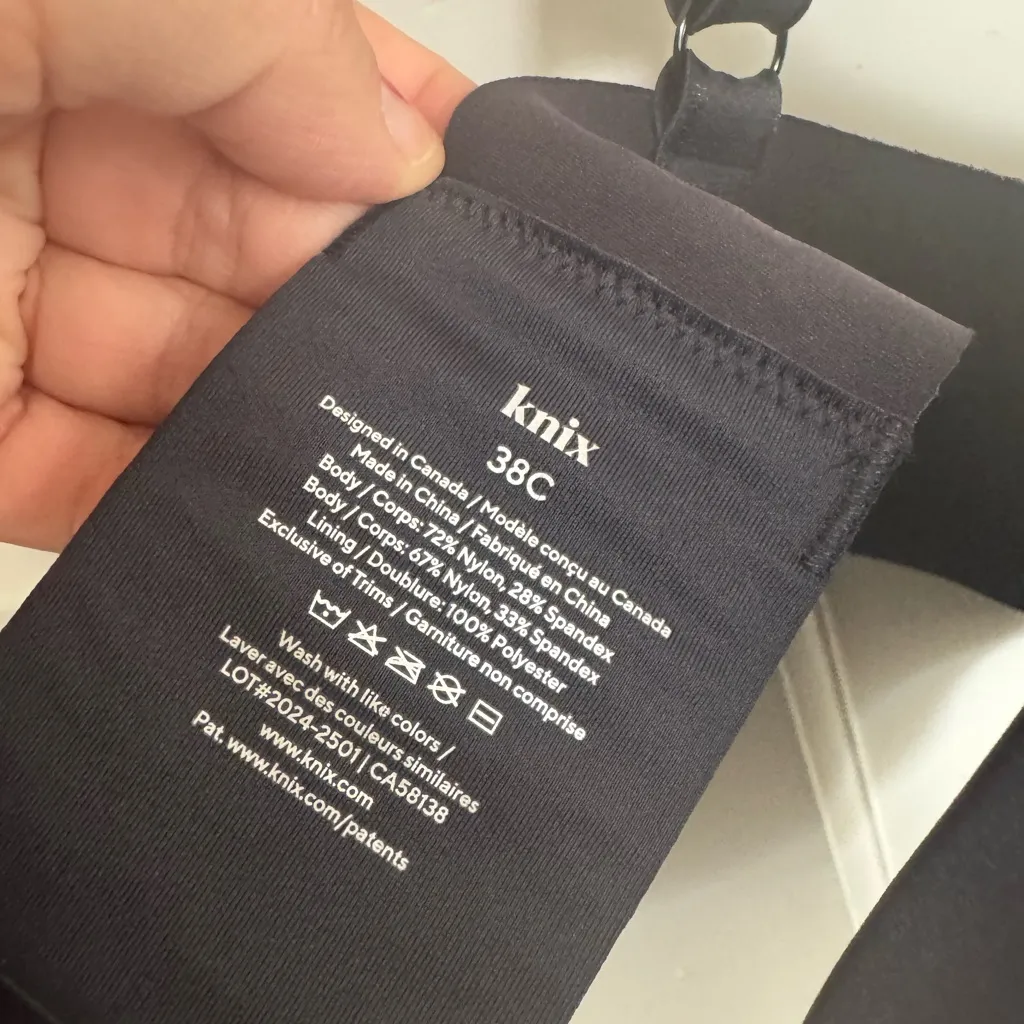 knix
38C
Designed in Canada / Modèle conçu au Canada
Made in China / Fabriqué en China
Body / Corps: 72% Nylon, 28% Spandex
Body / Corps: 67% Nylon, 33% Spandex
Lining / Doublure: 100% Polyester
Exclusive of Trims / Garniture non comprise
Wash with like colors /
Laver avec des couleurs similaires
LOT#2024-2501 | CA58138
www.knix.com
Pat. www.knix.com/patents